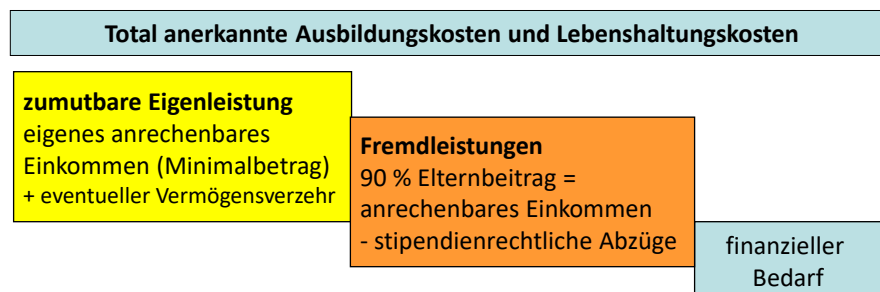 Total anerkannte Ausbildungskosten und Lebenshaltungskosten
zumutbare Eigenleistung
eigenes anrechenbares
Einkommen (Minimalbetrag)
+ eventueller Vermögensverzehr
Fremdleistungen
90 % Elternbeitrag =
anrechenbares Einkommen
- stipendienrechtliche Abzüge
finanzieller
Bedarf